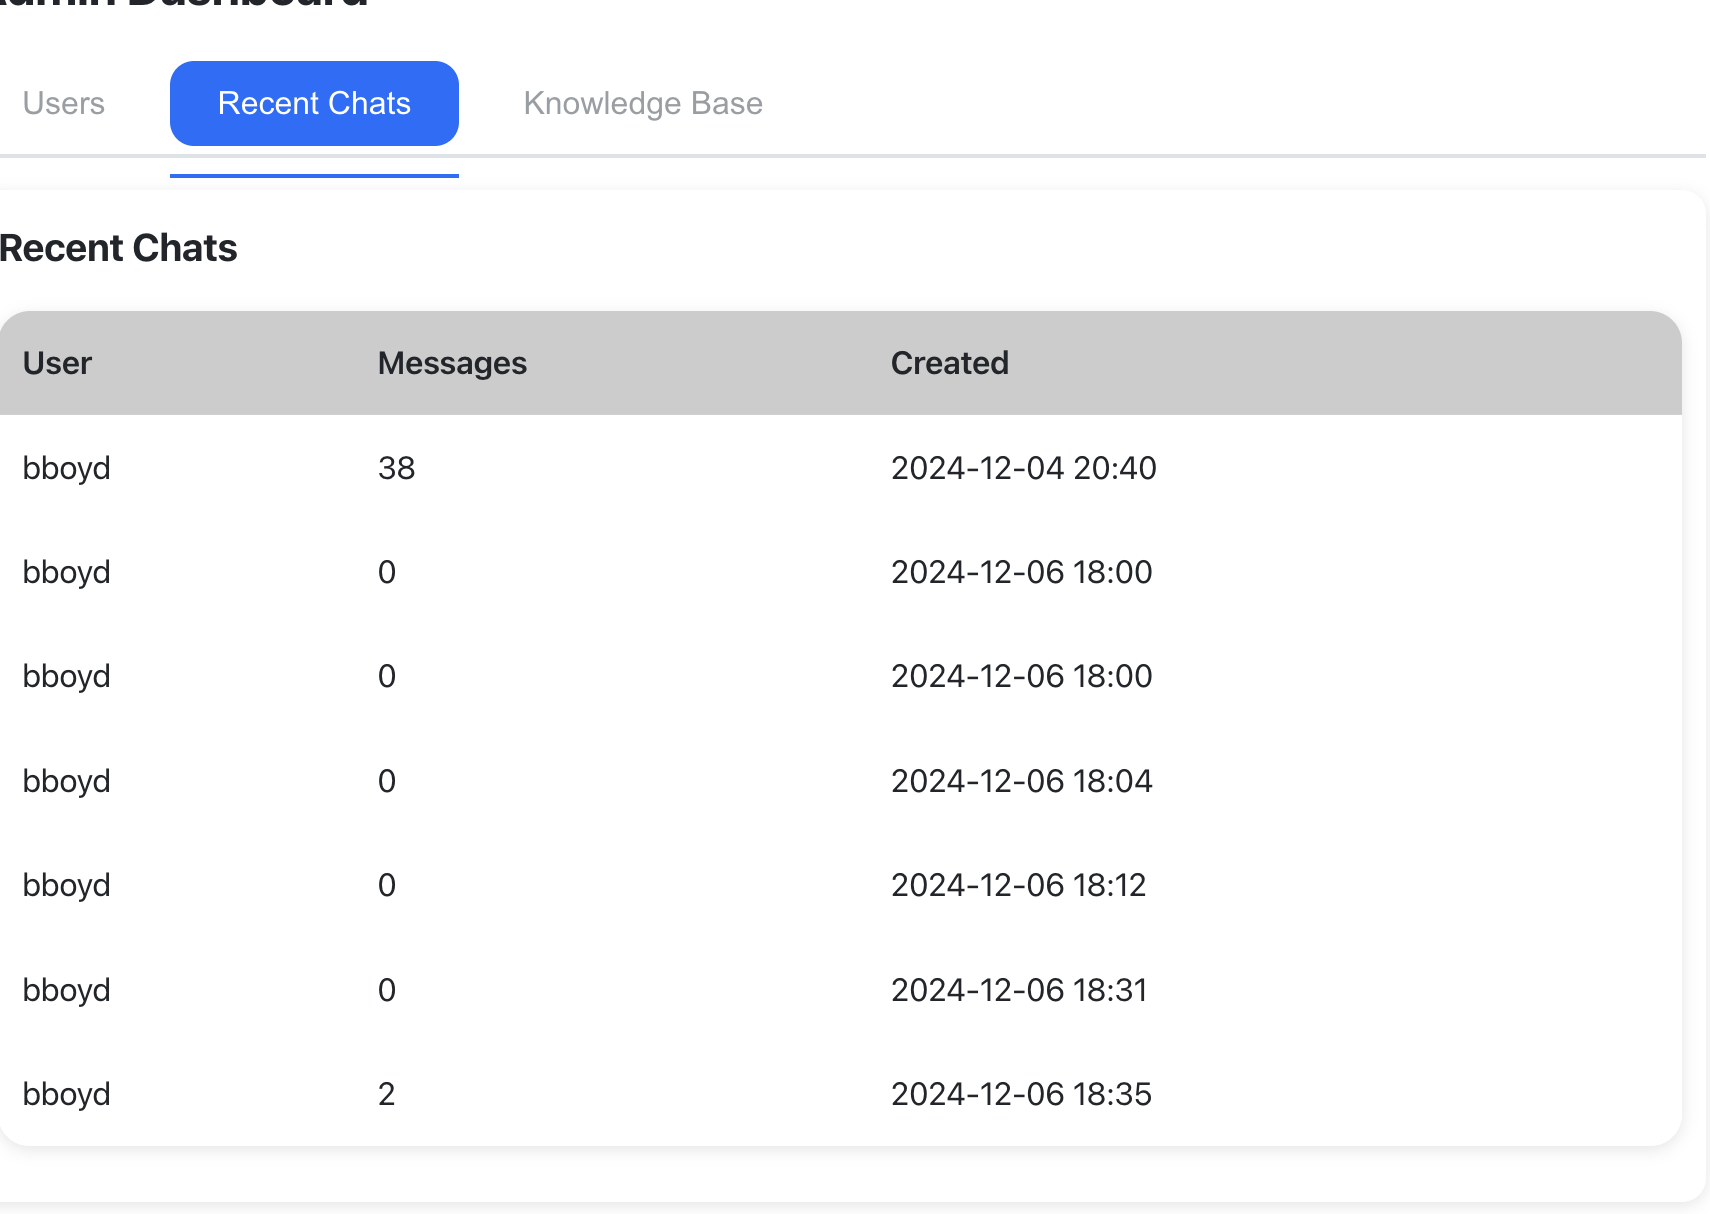 Admin Dashboard
Users Recent Chats Knowledge Base
Recent Chats
User Messages Created
bboyd 38 2024-12-04 20:40
bboyd 0 2024-12-06 18:00
bboyd 0 2024-12-06 18:00
bboyd 0 2024-12-06 18:04
bboyd 0 2024-12-06 18:12
bboyd 0 2024-12-06 18:31
bboyd 2 2024-12-06 18:35